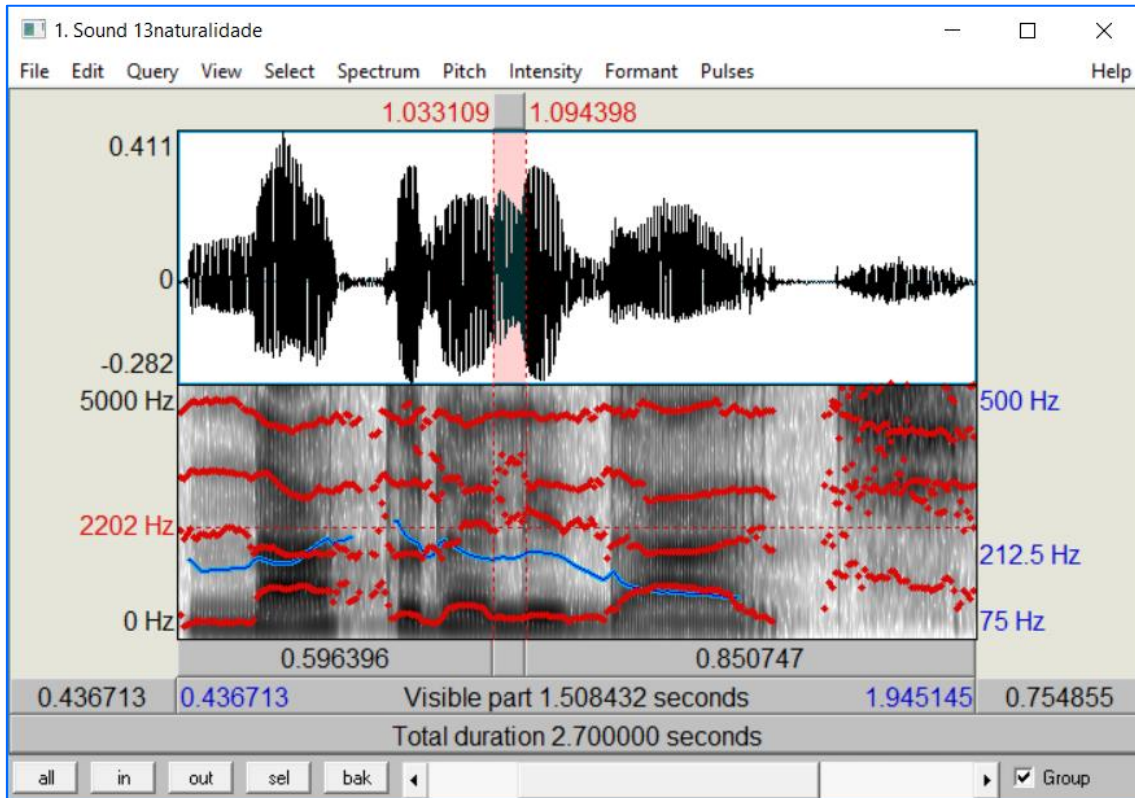 1. Sound 13naturalidade
File Edit Query View Select Spectrum Pitch Intensity Formant Pulses Help
1.033109 1.094398
0.411
0
-0.282
5000 Hz 500 Hz
2202 Hz
212.5 Hz
0 Hz 75 Hz
0.596396 0.850747
0.436713 0.436713 Visible part 1.508432 seconds 1.945145 0.754855
Total duration 2.700000 seconds
all in out sel bak Group